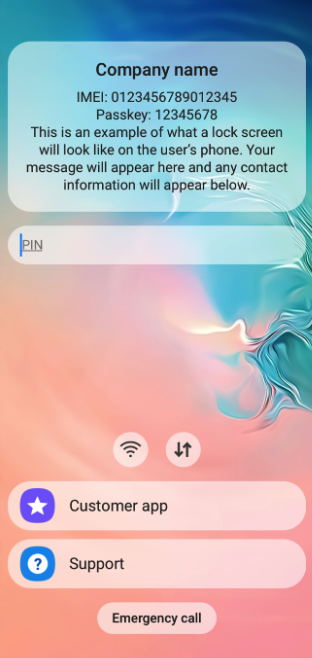 Company name
IMEI: 0123456789012345
Passkey: 12345678
This is an example of what a lock screen
will look like on the user's phone. Your
message will appear here and any contact
information will appear below.
PIN
Customer app
Support
Emergency call